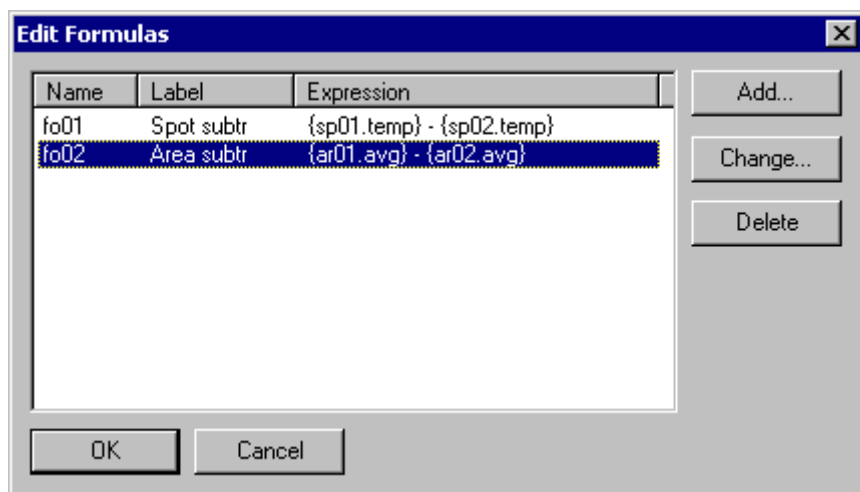 Edit Formulas
Name Label Expression
fo01 Spot subtr {sp01.temp} - {sp02.temp}
fo02 Area subtr {ar01.avg} - {ar02.avg}
Add...
Change...
Delete
OK Cancel